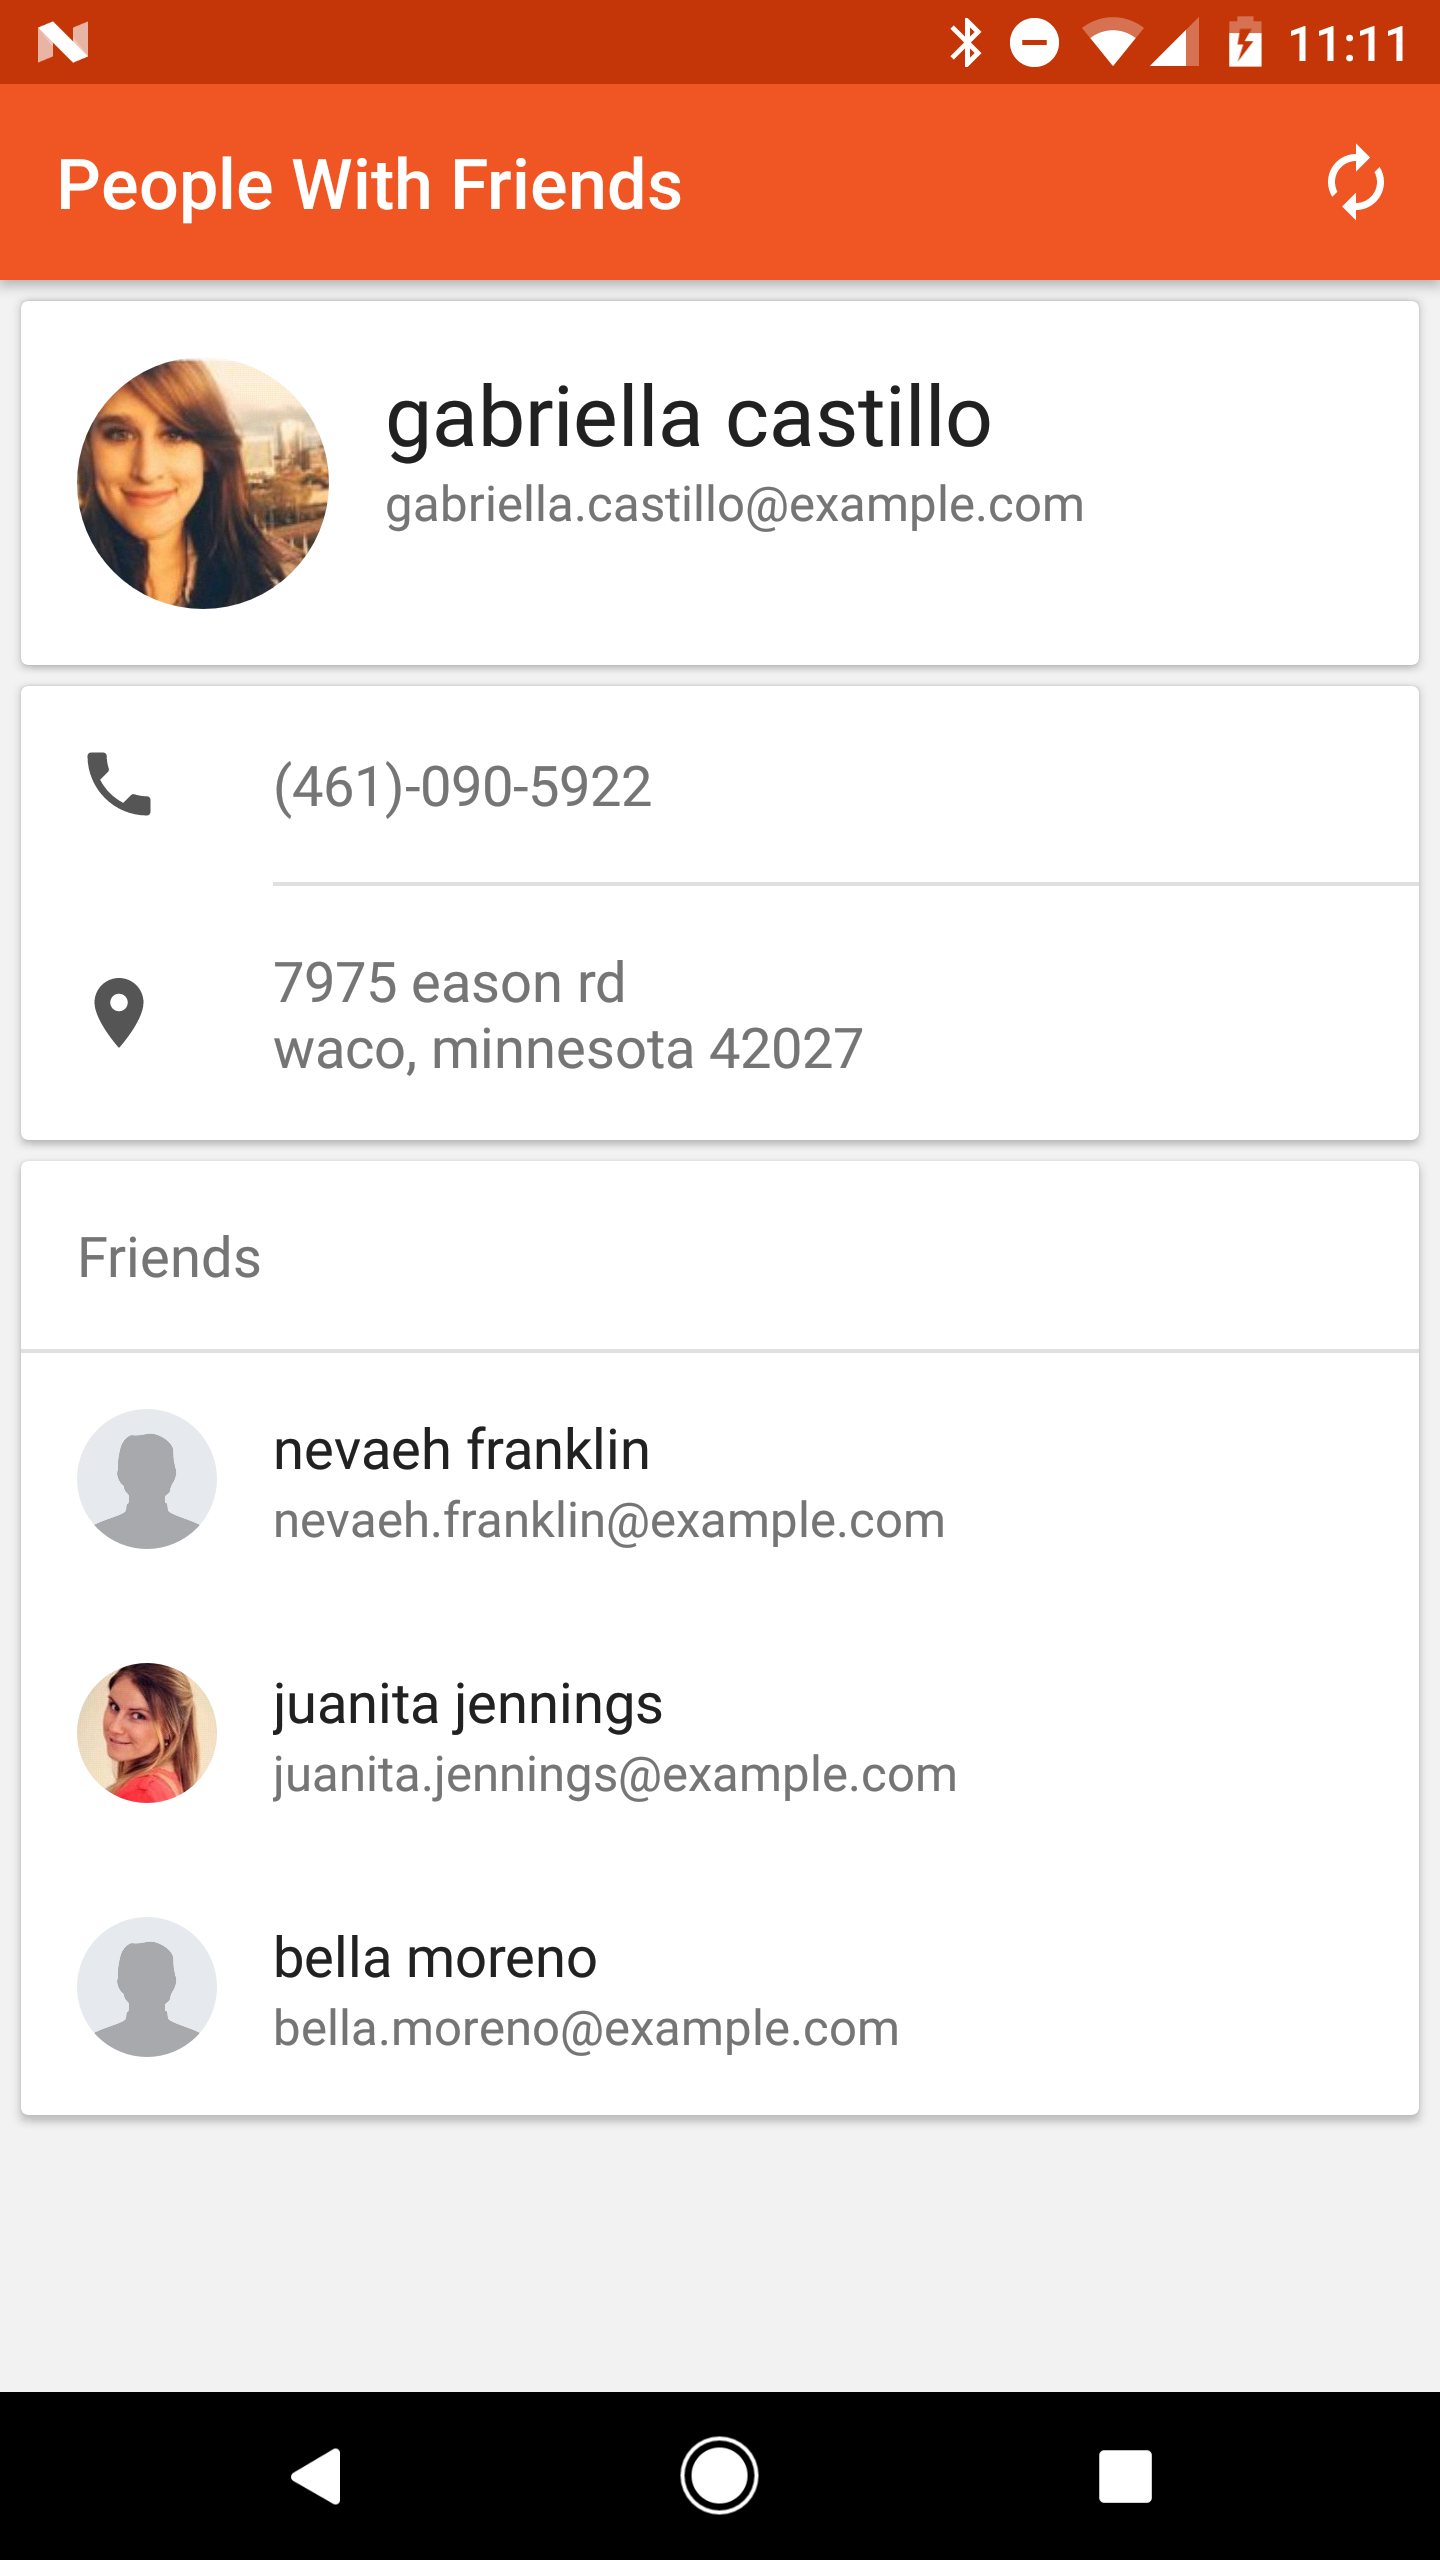 11:11
People With Friends
gabriella castillo
gabriella.castillo@example.com
(461)-090-5922
7975 eason rd
waco, minnesota 42027
Friends
nevaeh franklin
nevaeh.franklin@example.com
juanita jennings
juanita.jennings@example.com
bella moreno
bella.moreno@example.com